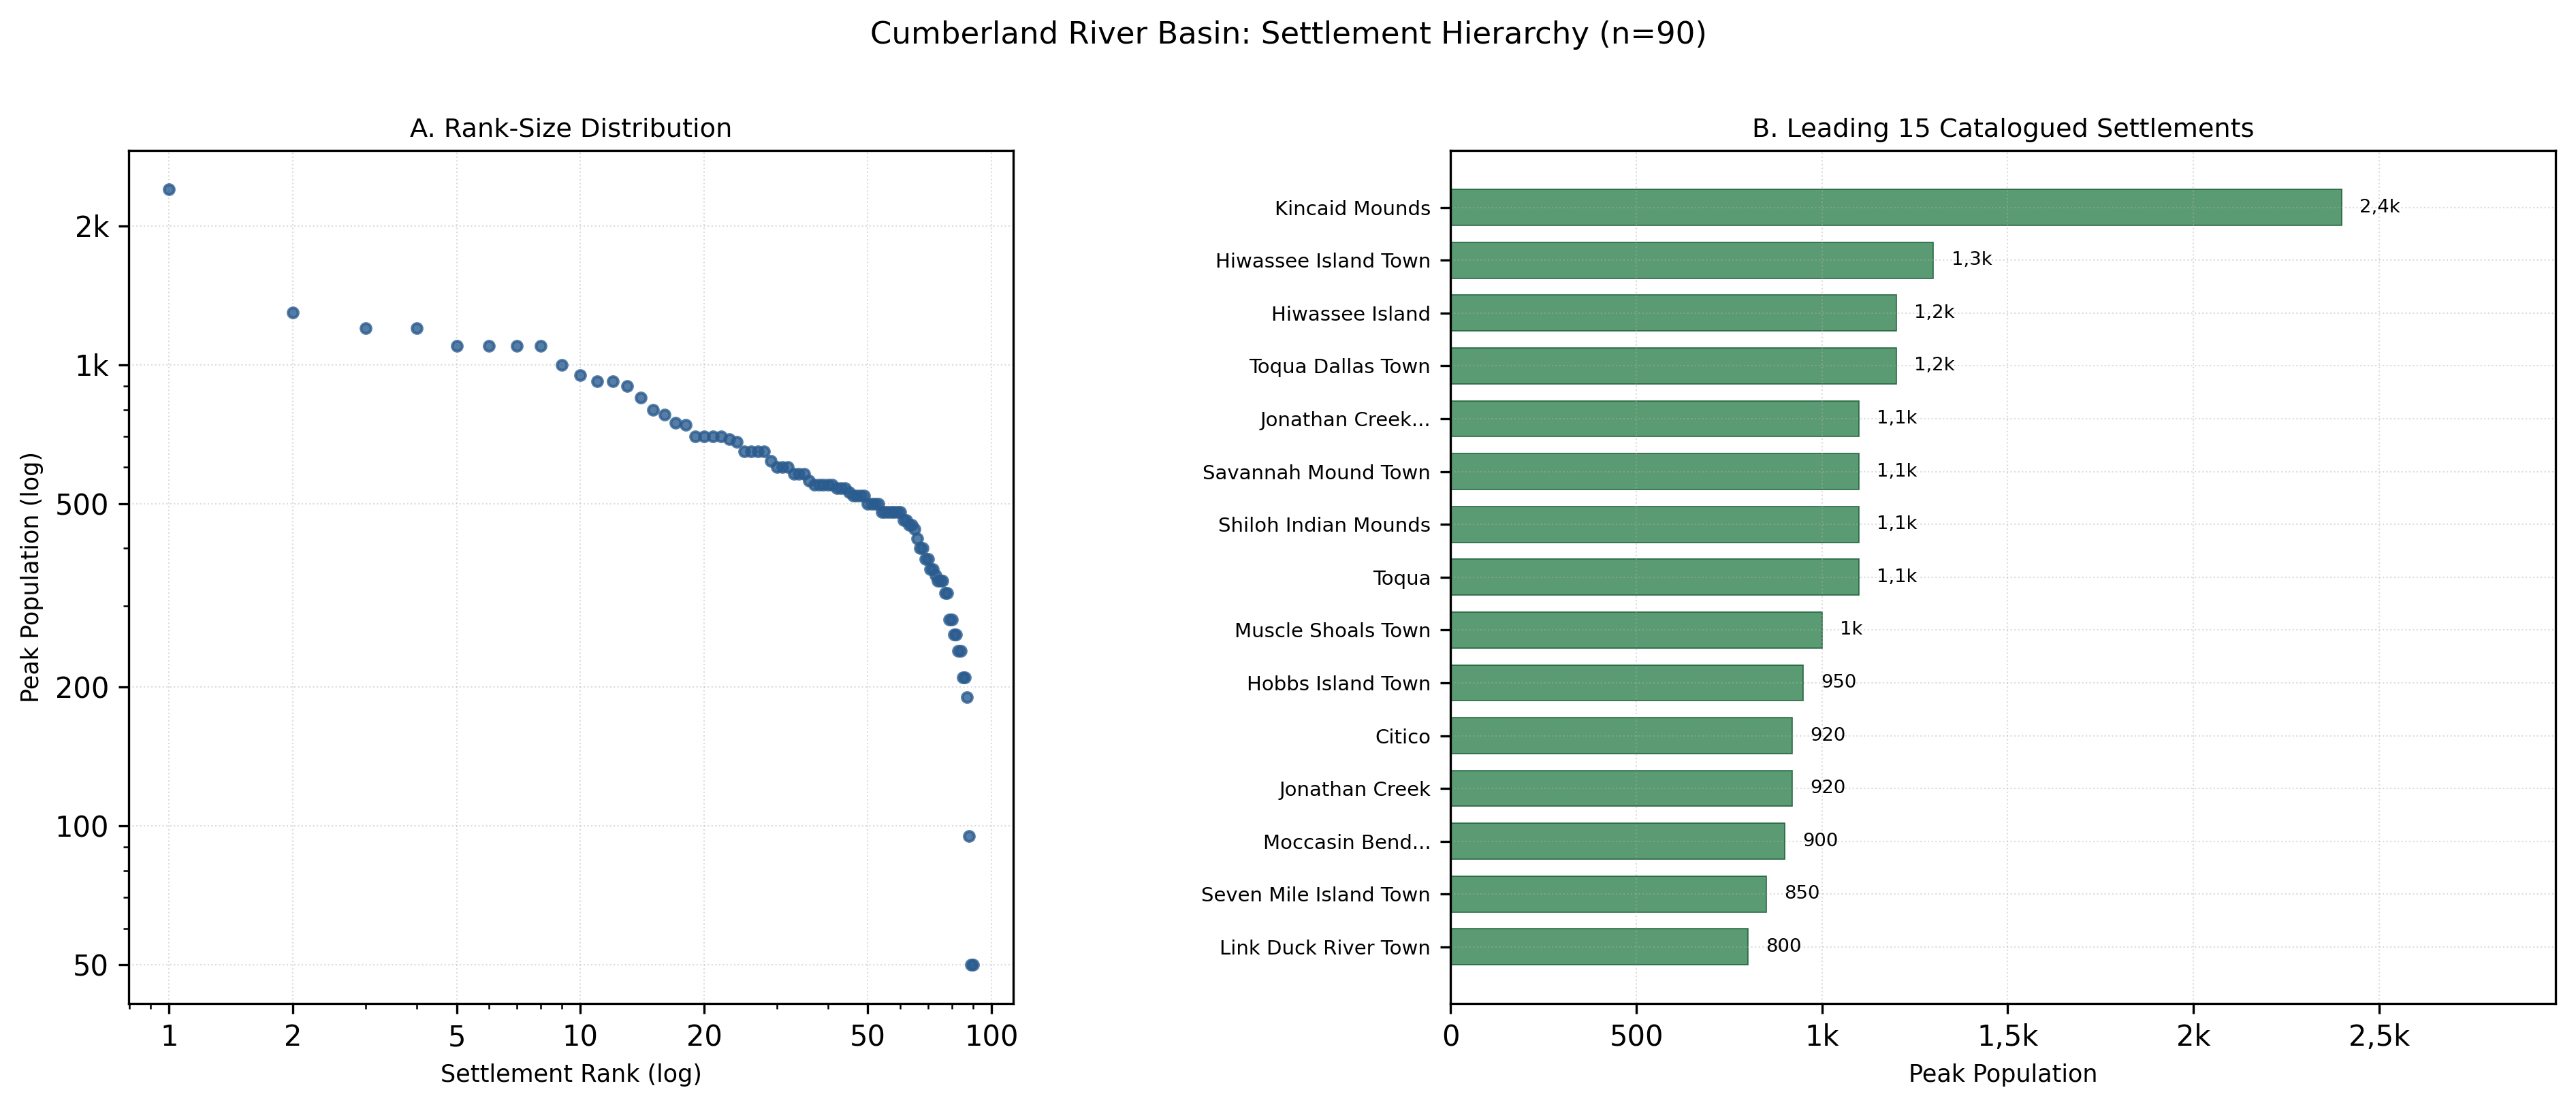 Cumberland River Basin: Settlement Hierarchy (n=90)
A. Rank-Size Distribution
Peak Population (log)
2k
1k
500
200
100
50
1 2 5 10 20 50 100
Settlement Rank (log)
B. Leading 15 Catalogued Settlements
Kincaid Mounds 2,4k
Hiwassee Island Town 1,3k
Hiwassee Island 1,2k
Toqua Dallas Town 1,2k
Jonathan Creek... 1,1k
Savannah Mound Town 1,1k
Shiloh Indian Mounds 1,1k
Toqua 1,1k
Muscle Shoals Town 1k
Hobbs Island Town 950
Citico 920
Jonathan Creek 920
Moccasin Bend... 900
Seven Mile Island Town 850
Link Duck River Town 800
0 500 1k 1,5k 2k 2,5k
Peak Population